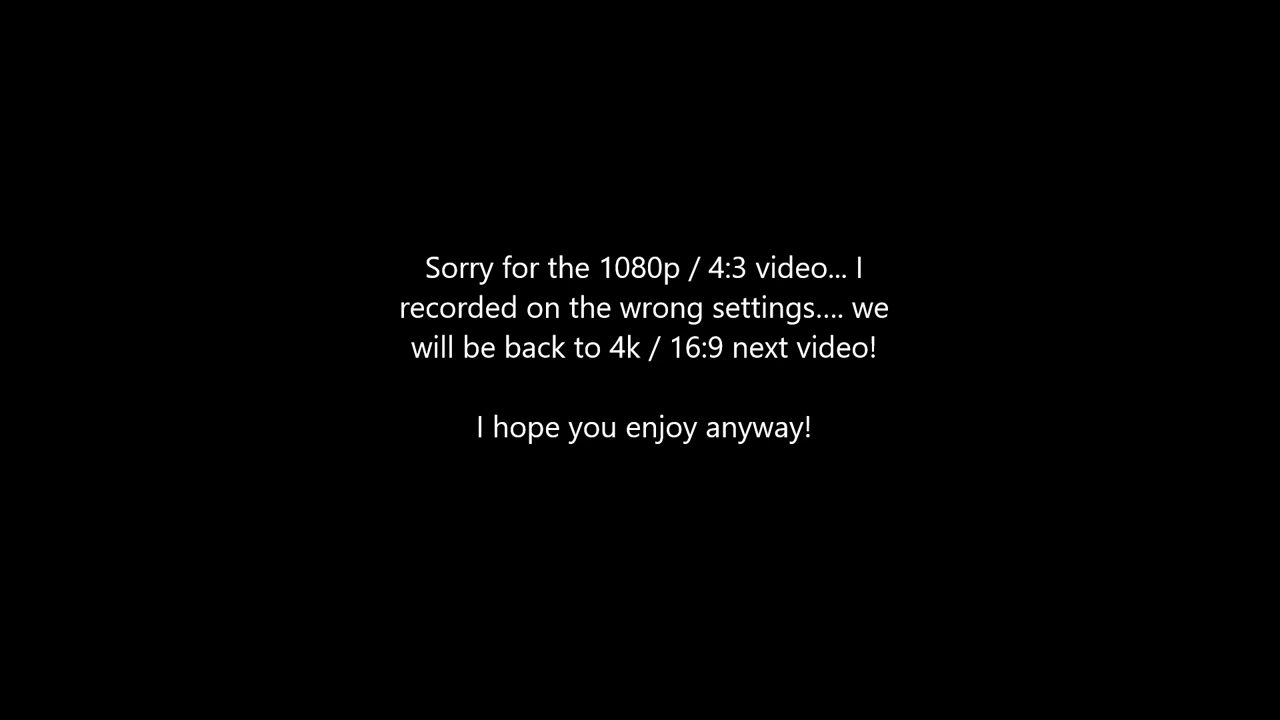 Sorry for the 1080p / 4:3 video... I
recorded on the wrong settings.... we
will be back to 4k / 16:9 next video!
I hope you enjoy anyway!